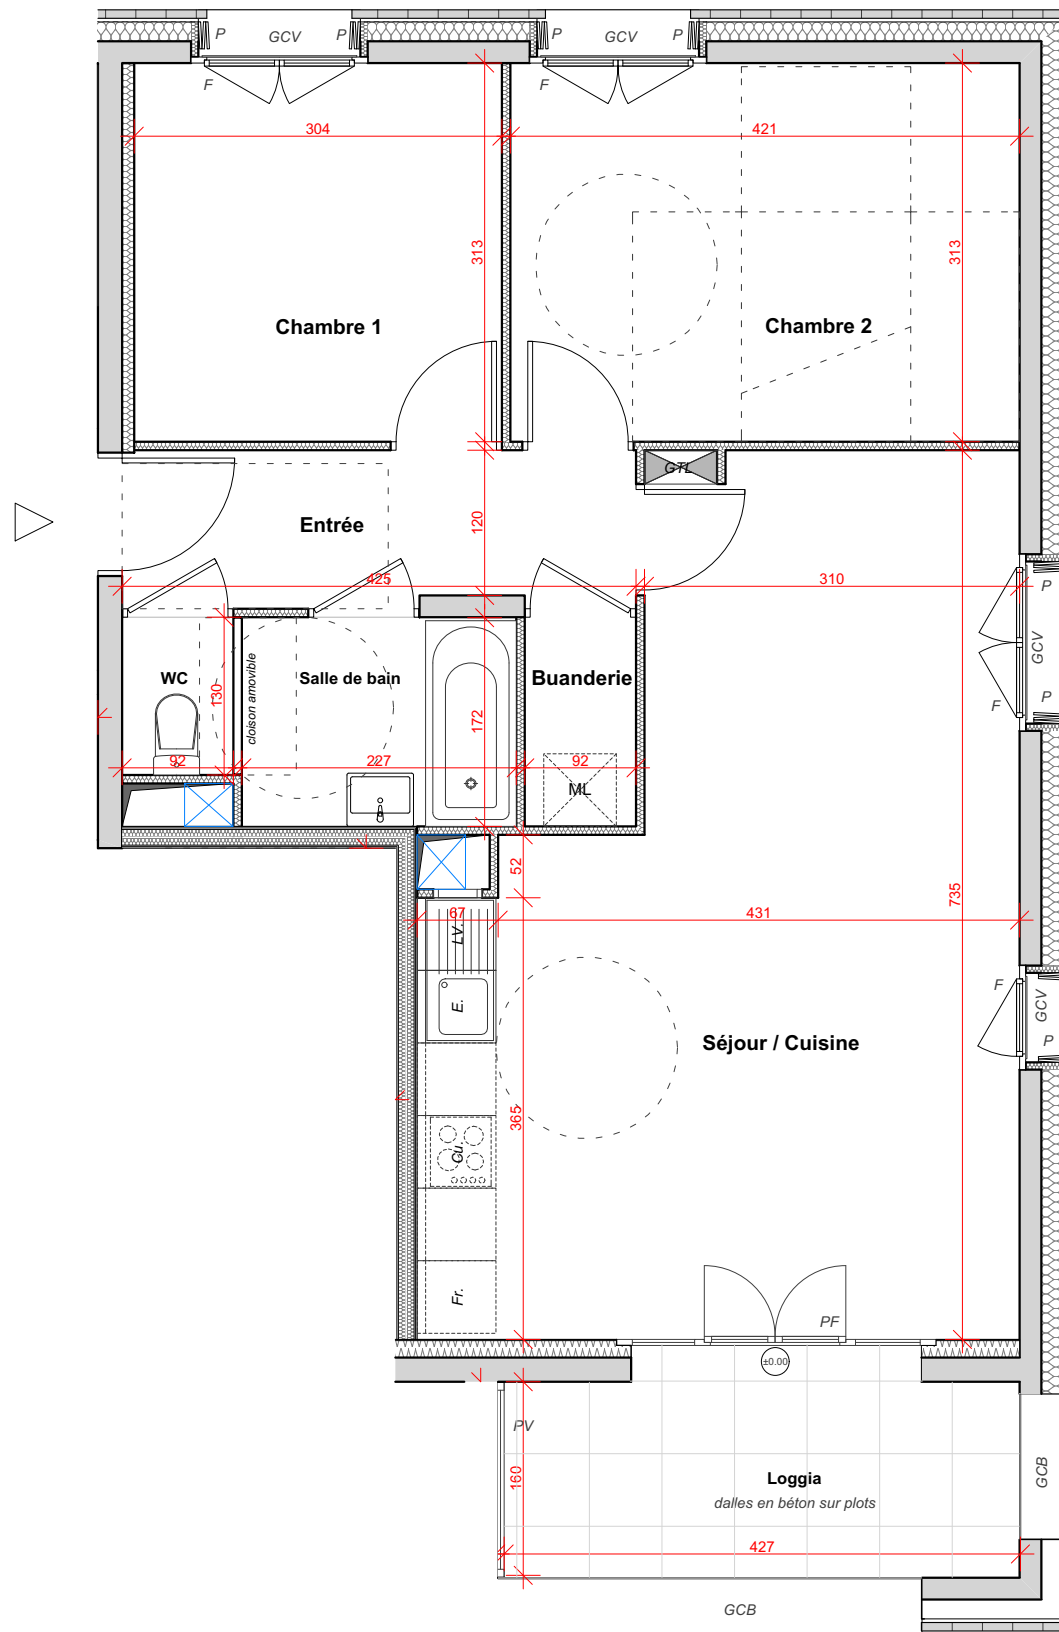 P
GCV
P
P
GCV
P
F
F
304
421
313
313
Chambre 1
Chambre 2
GTL
Entrée
120
425
310
P
GCV
P
F
WC
130
cloison amovible
Salle de bain
172
Buanderie
92
227
92
ML
52
735
67
431
LV.
E.
F
GCV
P
Séjour / Cuisine
365
Cu.
Fr.
PF
±0.00
PV
160
Loggia
dalles en béton sur plots
GCB
427
GCB